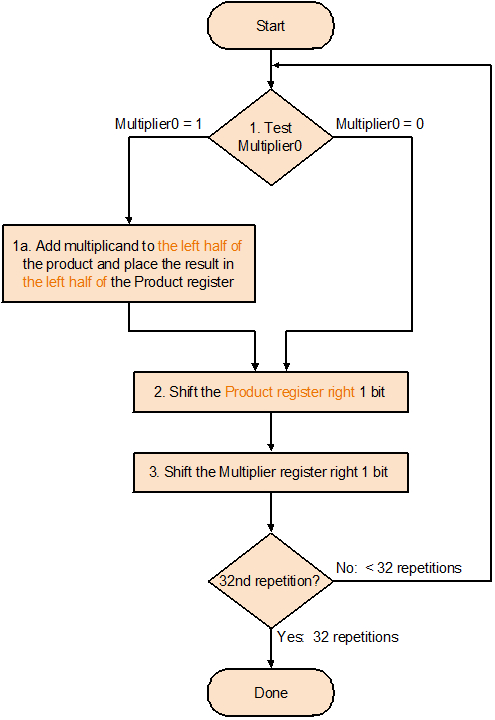 Start
Multiplier0 = 1
1. Test
Multiplier0
Multiplier0 = 0
1a. Add multiplicand to the left half of
the product and place the result in
the left half of the Product register
2. Shift the Product register right 1 bit
3. Shift the Multiplier register right 1 bit
32nd repetition?
No:  < 32 repetitions
Yes:  32 repetitions
Done